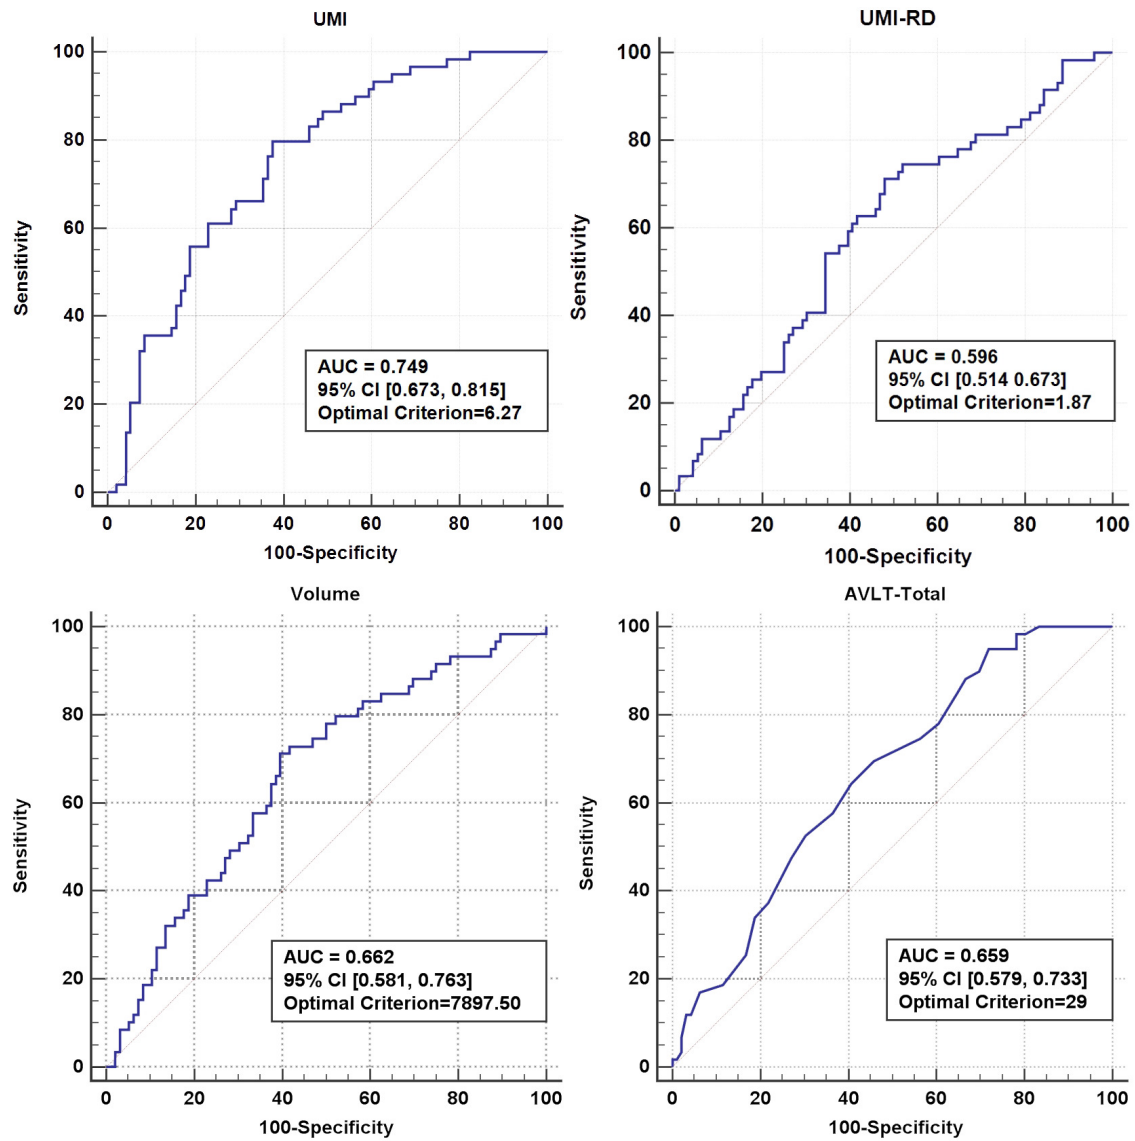 UMI
100
80
60
40
20
0
Sensitivity
AUC = 0.749
95% CI [0.673, 0.815]
Optimal Criterion=6.27
0 20 40 60 80 100
100-Specificity
UMI-RD
100
80
60
40
20
0
Sensitivity
AUC = 0.596
95% CI [0.514 0.673]
Optimal Criterion=1.87
0 20 40 60 80 100
100-Specificity
Volume
100
80
60
40
20
0
Sensitivity
AUC = 0.662
95% CI [0.581, 0.763]
Optimal Criterion=7897.50
0 20 40 60 80 100
100-Specificity
AVLT-Total
100
80
60
40
20
0
Sensitivity
AUC = 0.659
95% CI [0.579, 0.733]
Optimal Criterion=29
0 20 40 60 80 100
100-Specificity